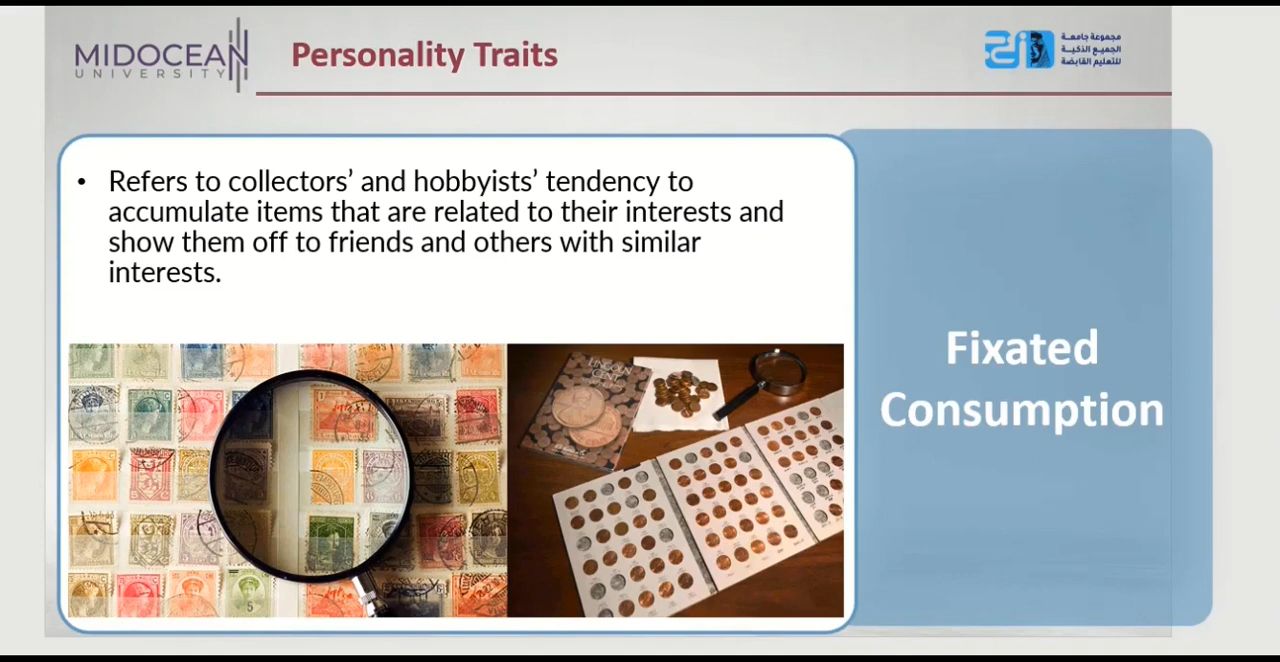 MIDOCEAN
UNIVERSITY
Personality Traits
مجموعة جامعة
الجميع الذكية
للتعليم القابضة
• Refers to collectors’ and hobbyists’ tendency to
accumulate items that are related to their interests and
show them off to friends and others with similar
interests.
Fixated
Consumption
LINCOLN
5